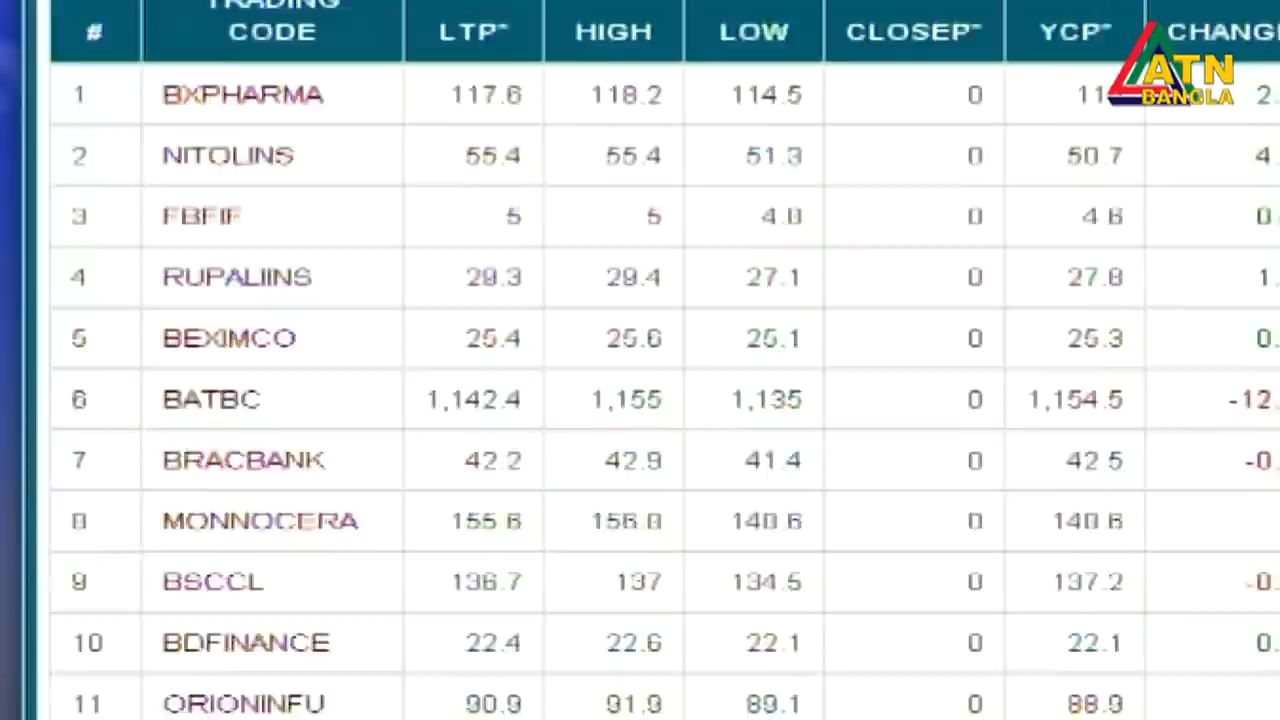 # TRADING CODE LTP* HIGH LOW CLOSEP* YCP* CHANGE
ATN BANGLA
1 BXPHARMA 117.6 118.2 114.5 0
2 NITOLINS 55.4 55.4 51.3 0 50.7 4.
3 FBFIF 5 5 4.8 0 4.6 0.
4 RUPALIINS 29.3 29.4 27.1 0 27.8 1.
5 BEXIMCO 25.4 25.6 25.1 0 25.3 0.
6 BATBC 1,142.4 1,155 1,135 0 1,154.5 -12.
7 BRACBANK 42.2 42.9 41.4 0 42.5 -0.
8 MONNOCERA 155.6 156.8 140.6 0 140.6
9 BSCCL 136.7 137 134.5 0 137.2 -0.
10 BDFINANCE 22.4 22.6 22.1 0 22.1 0.
11 ORIONINFU 90.9 91.9 89.1 0 88.9